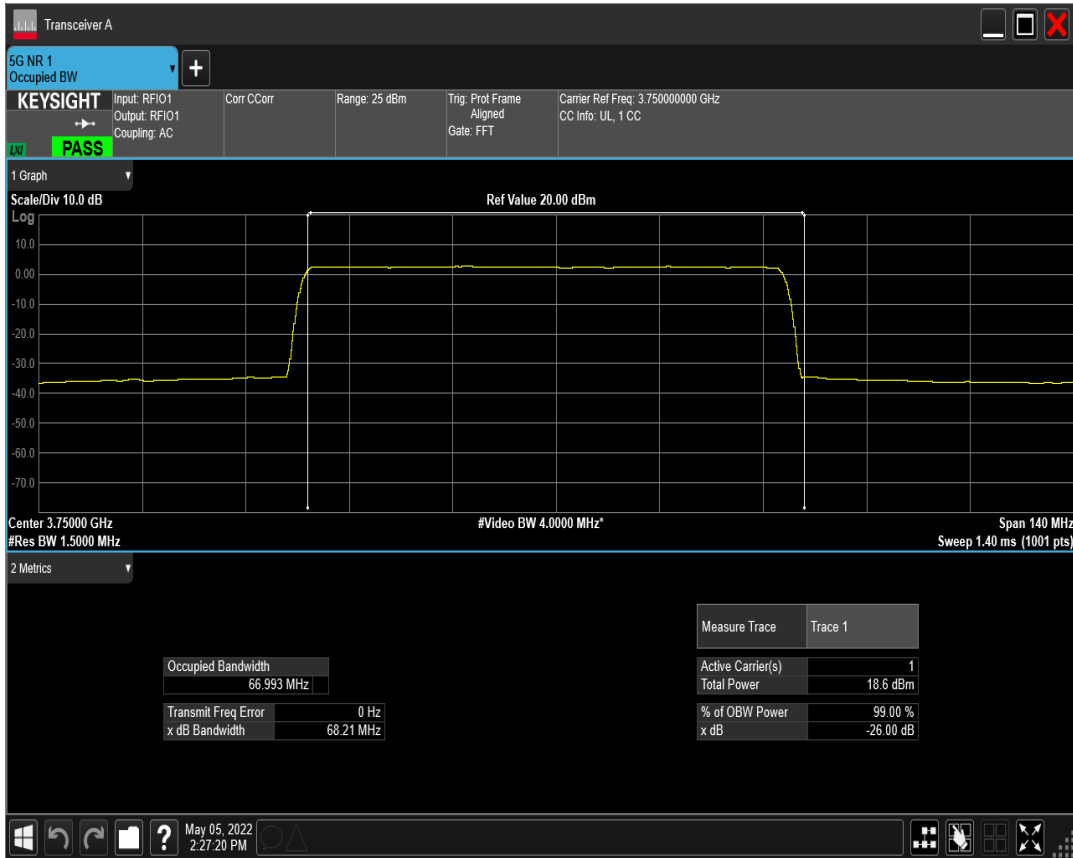 Transceiver A
5G NR 1
Occupied BW
KEYSIGHT
LXI
PASS
Input: RFIO1
Output: RFIO1
Coupling: AC
Corr CCorr
Range: 25 dBm
Trig: Prot Frame
Aligned
Gate: FFT
Carrier Ref Freq: 3.750000000 GHz
CC Info: UL, 1 CC
1 Graph
Scale/Div 10.0 dB
Ref Value 20.00 dBm
Log
10.0
0.00
-10.0
-20.0
-30.0
-40.0
-50.0
-60.0
-70.0
Center 3.75000 GHz
#Video BW 4.0000 MHz*
Span 140 MHz
#Res BW 1.5000 MHz
Sweep 1.40 ms (1001 pts)
2 Metrics
Measure Trace Trace 1
Occupied Bandwidth
66.993 MHz
Active Carrier(s) 1
Total Power 18.6 dBm
Transmit Freq Error 0 Hz
x dB Bandwidth 68.21 MHz
% of OBW Power 99.00 %
x dB -26.00 dB
?
May 05, 2022
2:27:20 PM